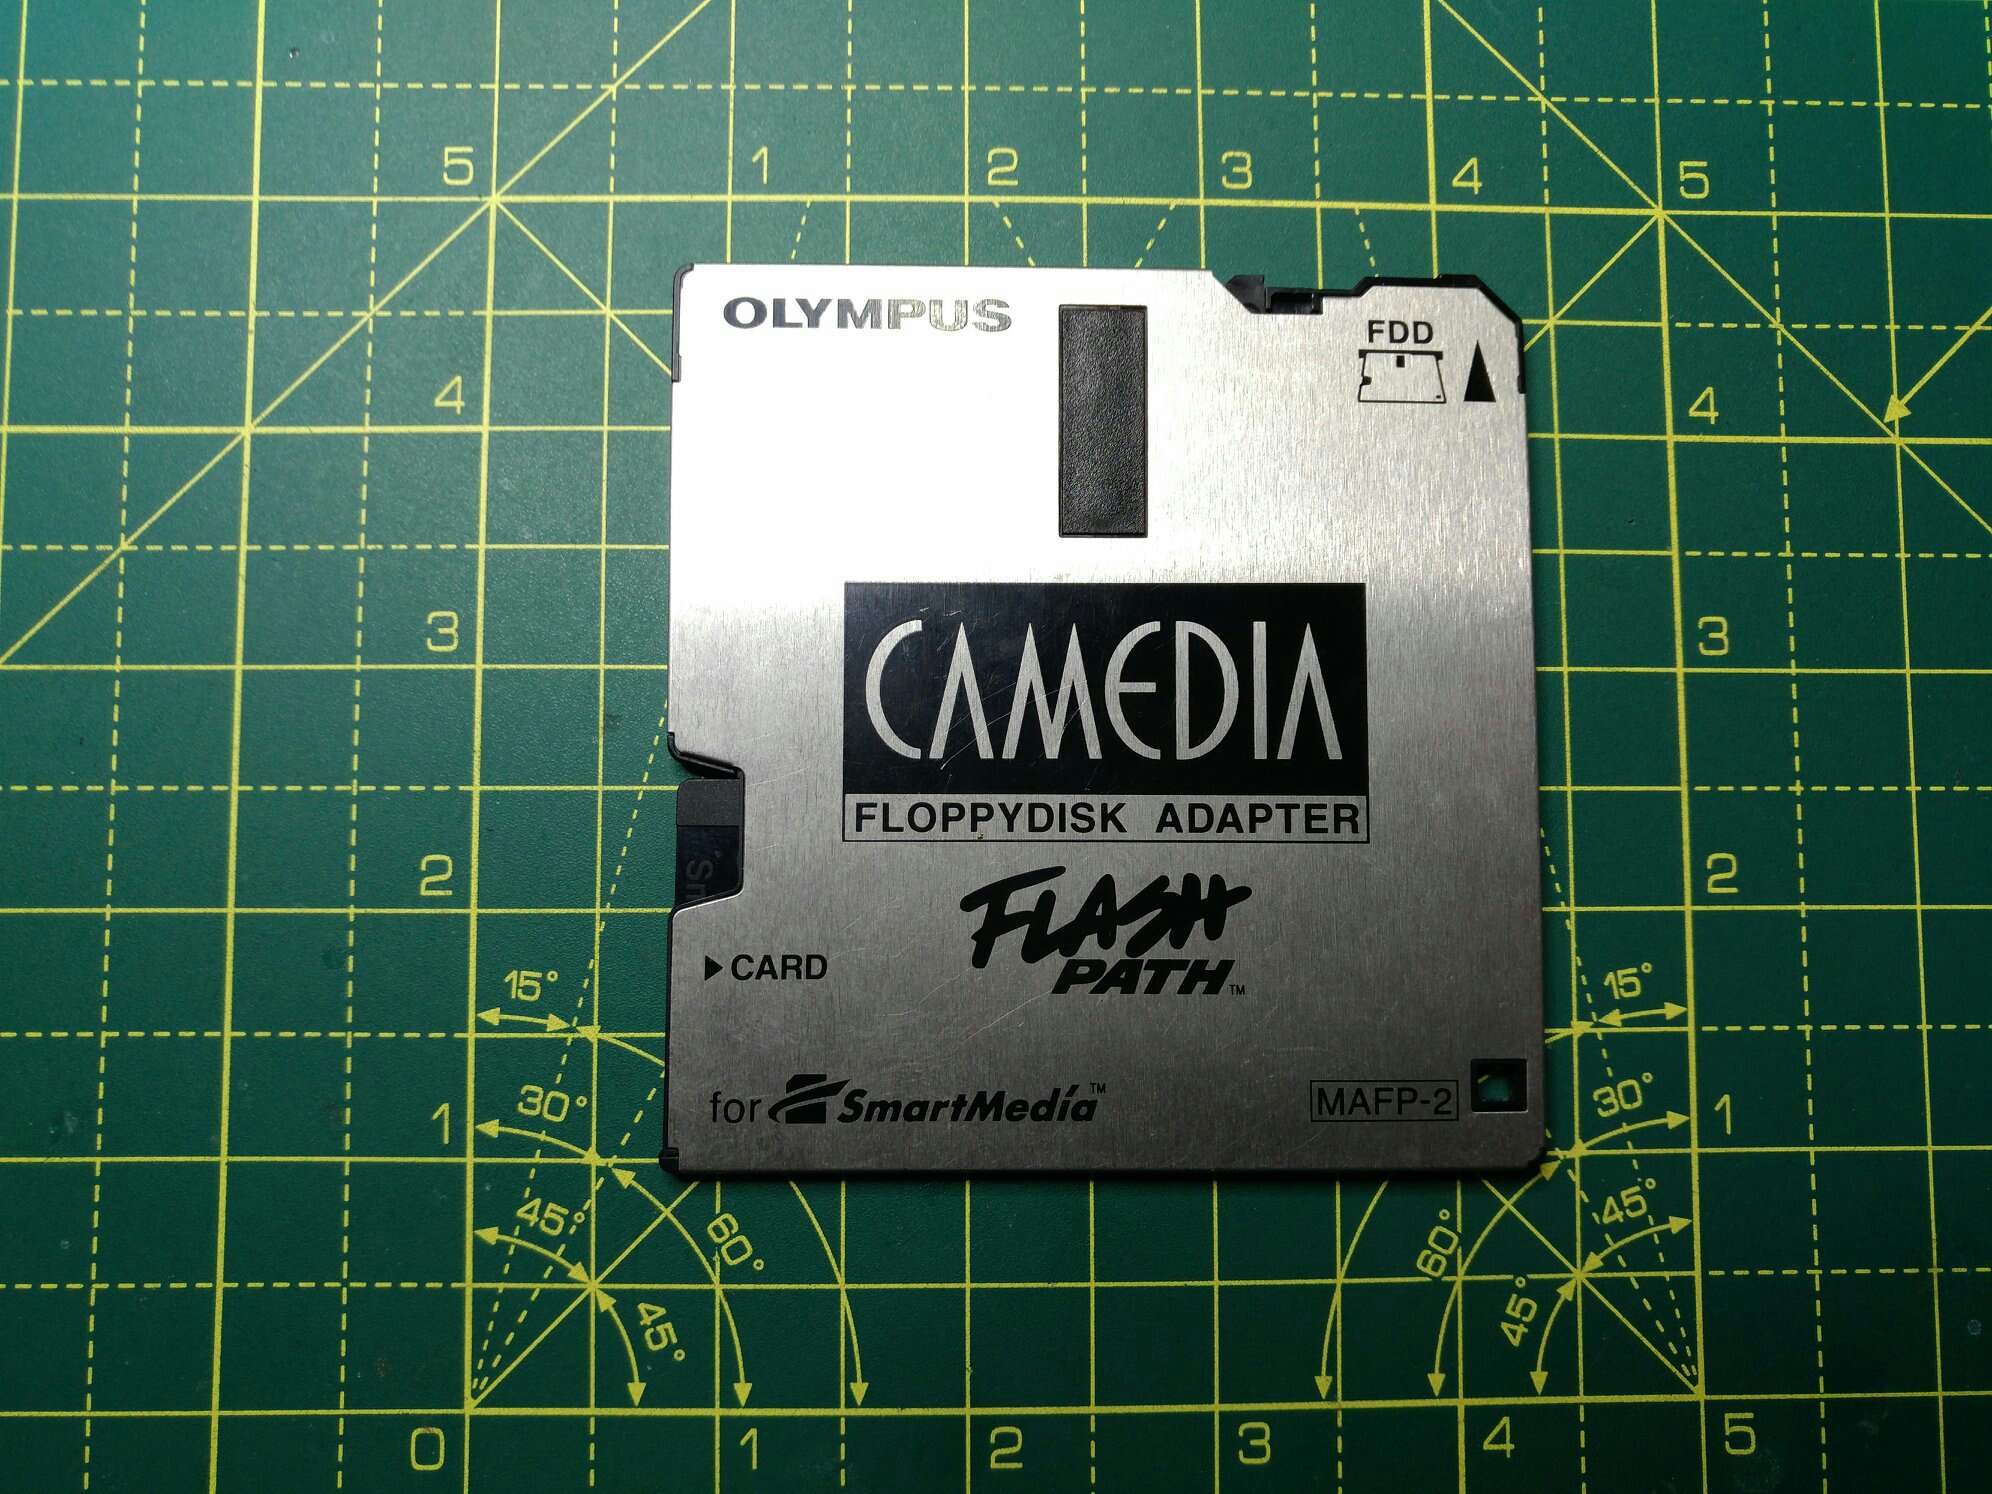 5 1 2 3 4 5
OLYMPUS
FDD
4 4
CAMEDIA
3 3
FLOPPYDISK ADAPTER
2 2
FLASH
PATH™
▶CARD
15° 15°
for SmartMedia™ MAFP-2
1 30° 30° 1
45° 60° 60° 45°
45° 45°
0 1 2 3 4 5